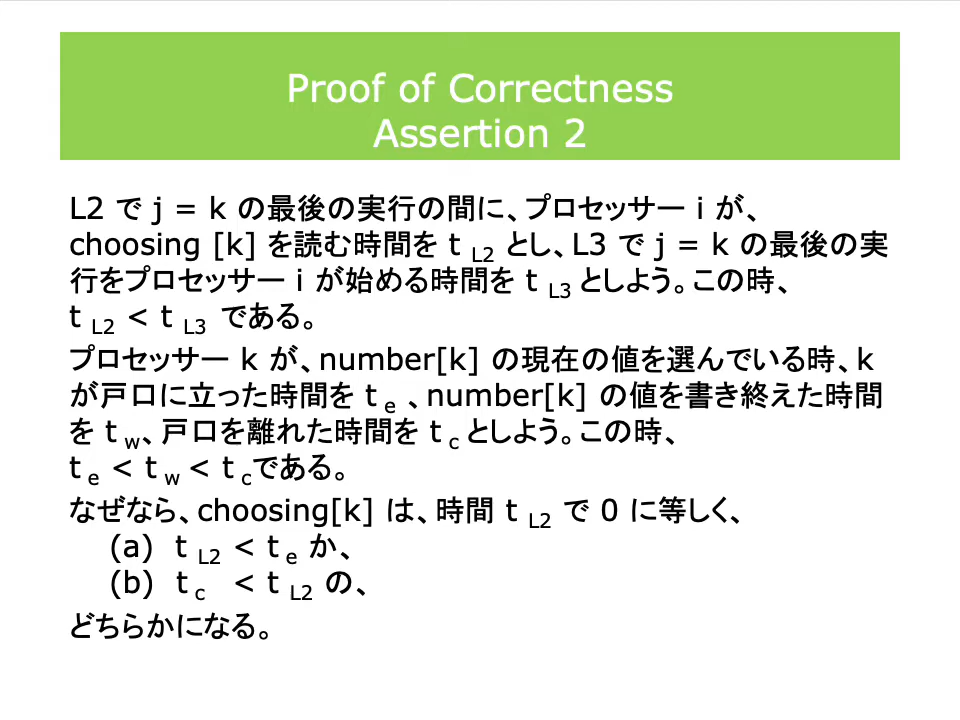 Proof of Correctness
Assertion 2
L2 で j = k の最後の実行の間に、プロセッサー i が、
choosing [k] を読む時間を t L2 とし、L3 で j = k の最後の実
行をプロセッサー i が始める時間を t L3 としよう。この時、
t L2 < t L3 である。
プロセッサー k が、number[k] の現在の値を選んでいる時、k
が戸口に立った時間を t e 、number[k] の値を書き終えた時間
を t w、戸口を離れた時間を t c としよう。この時、
t e < t w < t cである。
なぜなら、choosing[k] は、時間 t L2 で 0 に等しく、
(a) t L2 < t e か、
(b) t c < t L2 の、
どちらかになる。